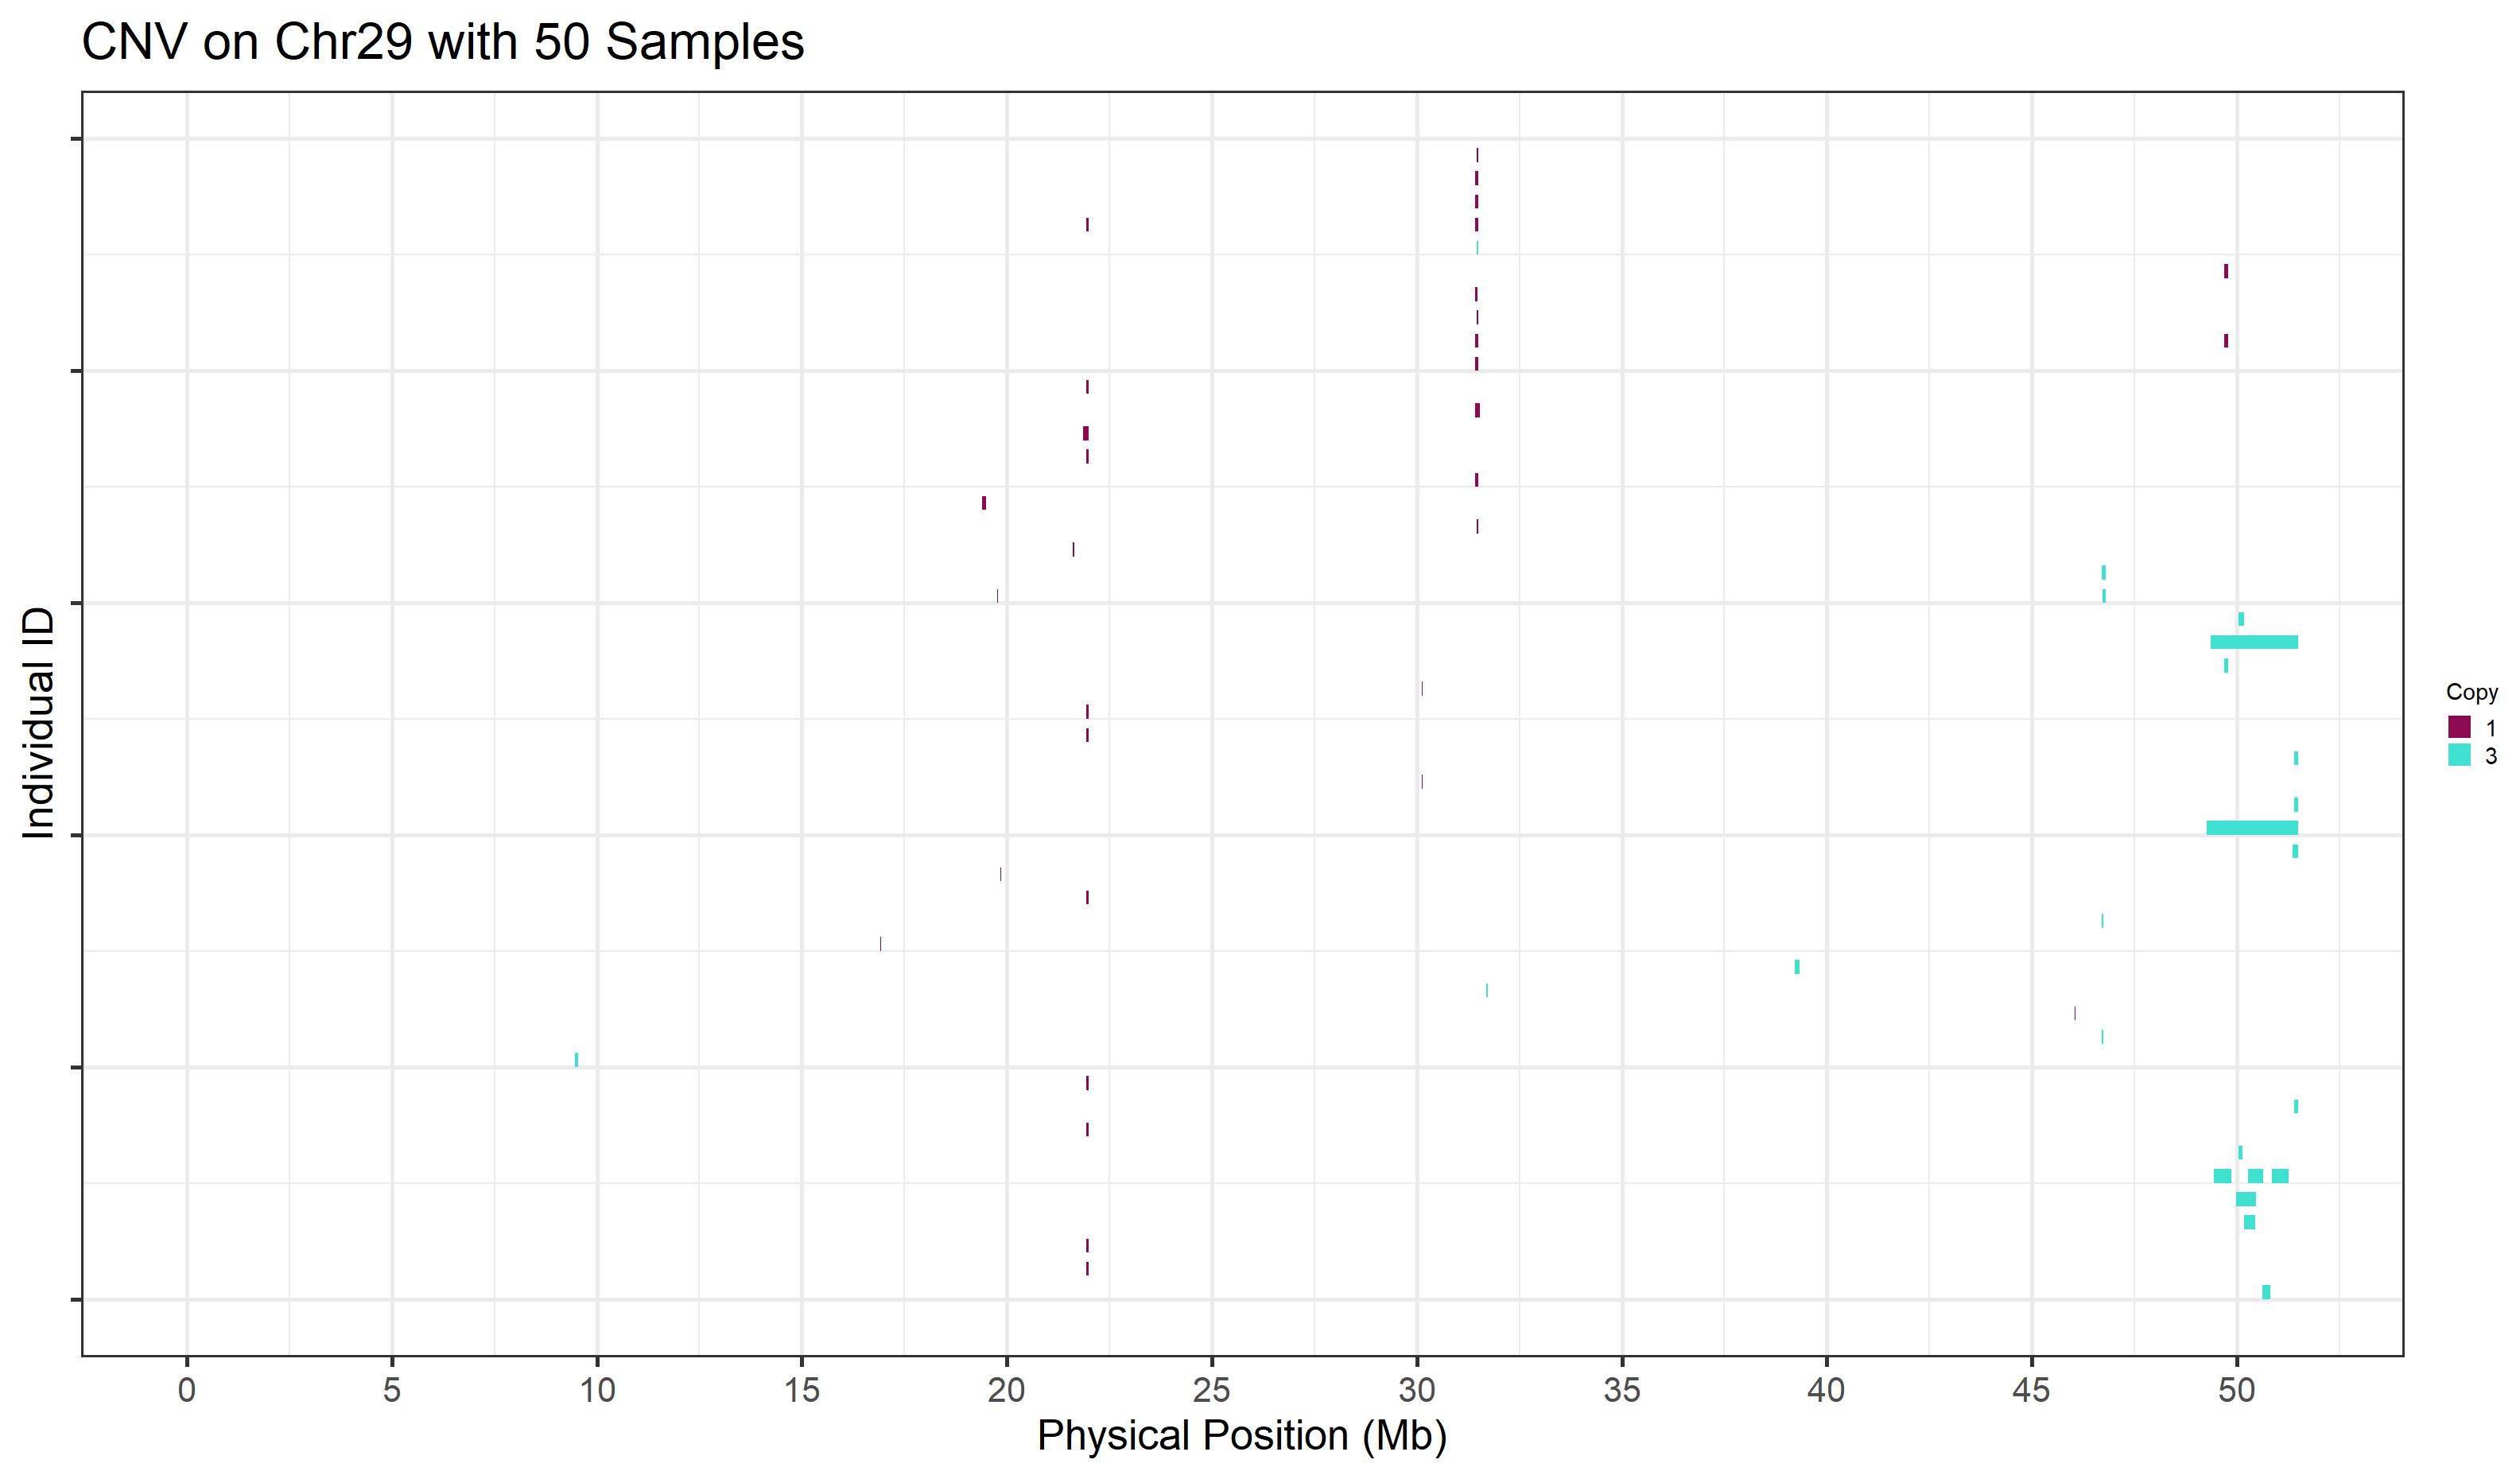 CNV on Chr29 with 50 Samples
Individual ID
Copy
1
3
0 5 10 15 20 25 30 35 40 45 50
Physical Position (Mb)